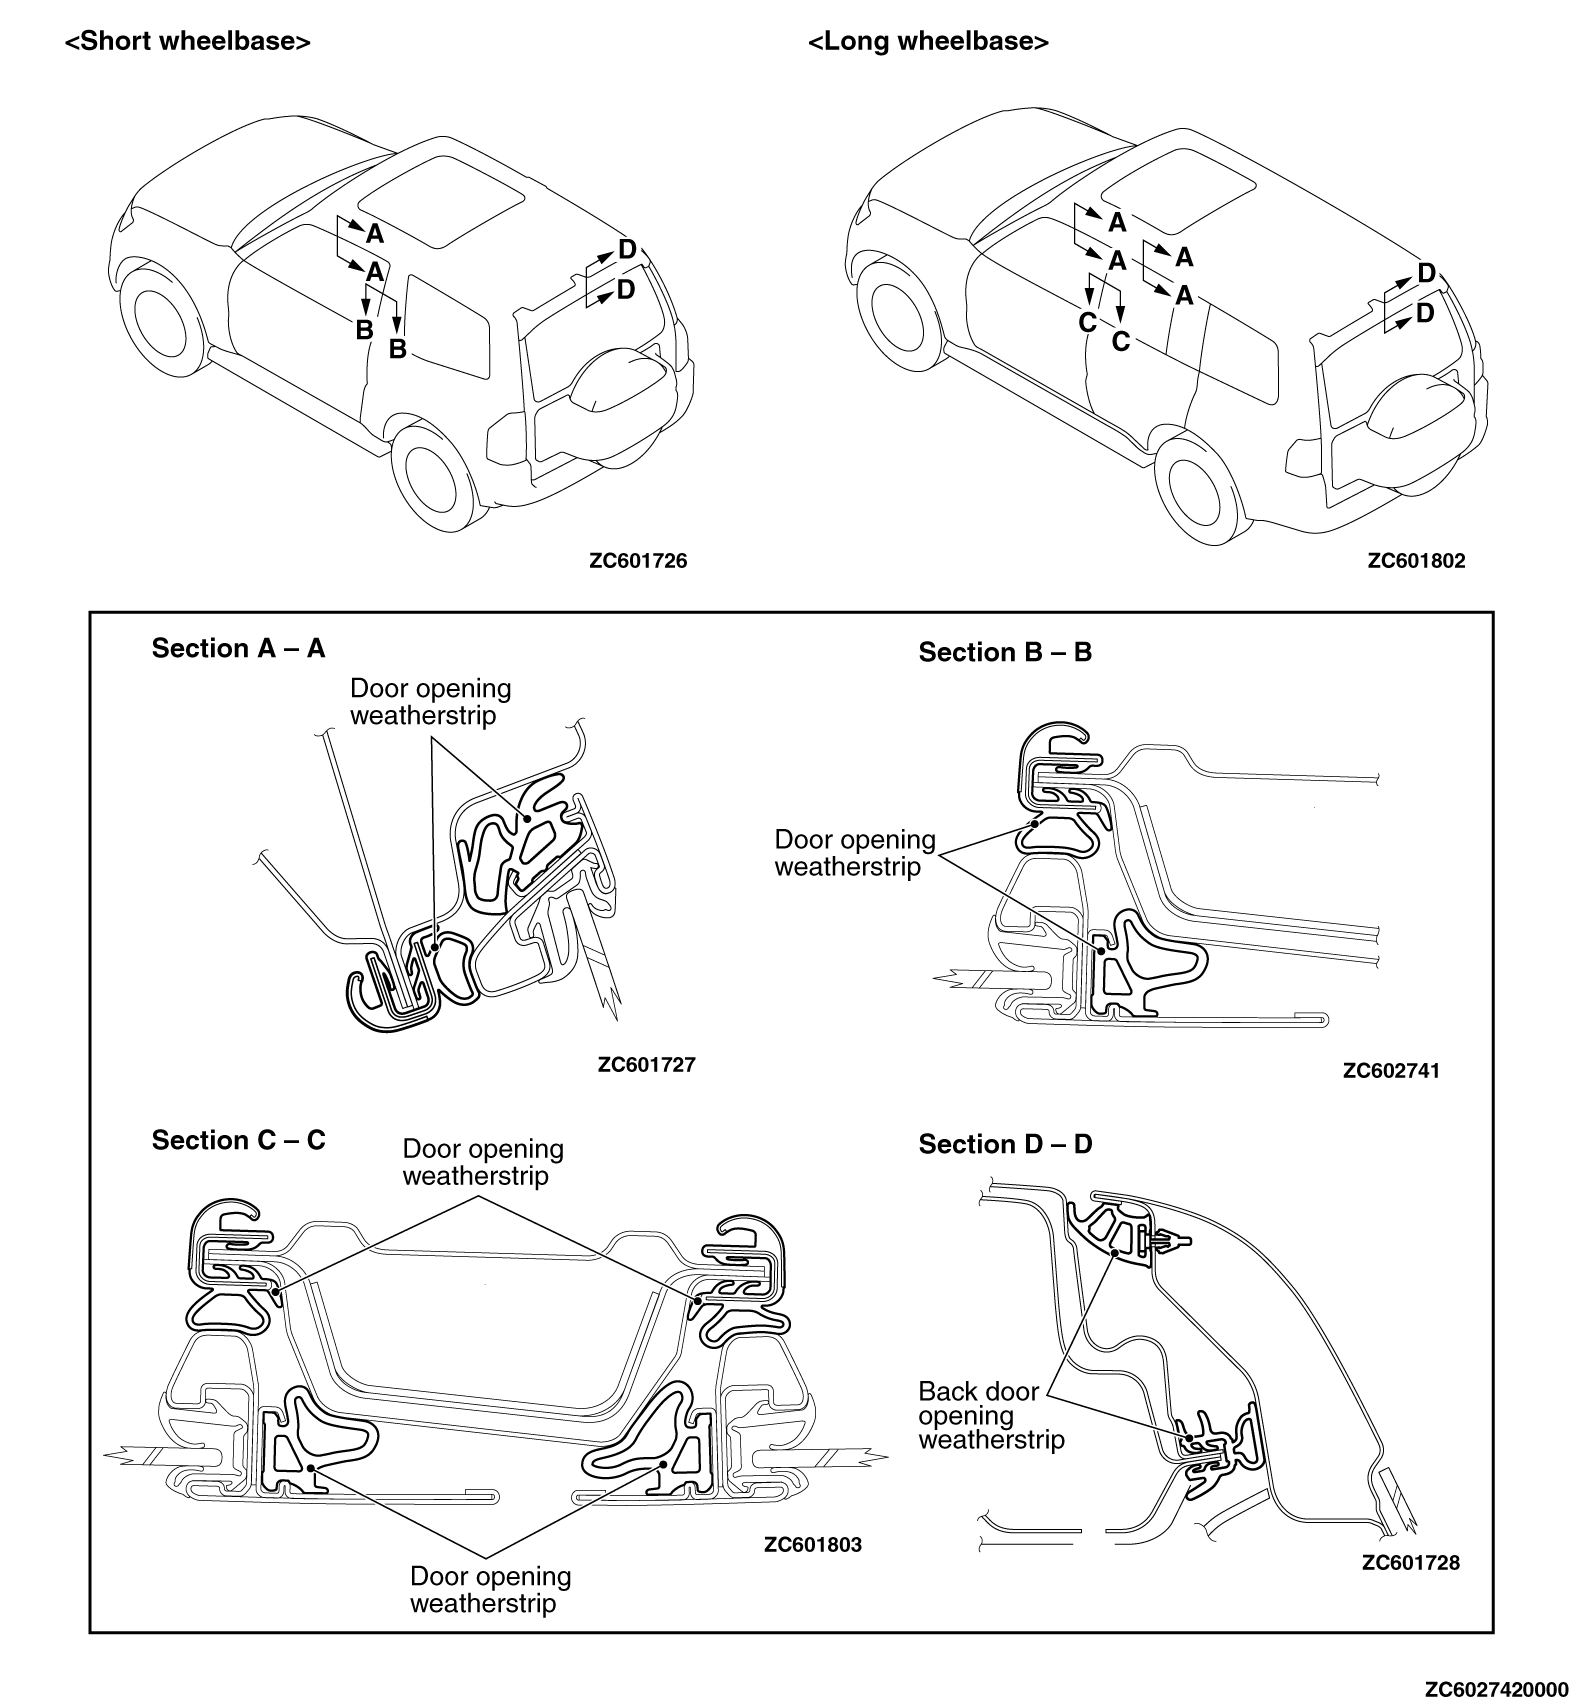 <Short wheelbase>
<Long wheelbase>
A
A
B
B
D
D
A
A
A
A
C
C
D
D
ZC601726
ZC601802
Section A – A
Door opening
weatherstrip
ZC601727
Section B – B
Door opening
weatherstrip
ZC602741
Section C – C
Door opening
weatherstrip
Door opening
weatherstrip
ZC601803
Section D – D
Back door
opening
weatherstrip
ZC601728
ZC6027420000